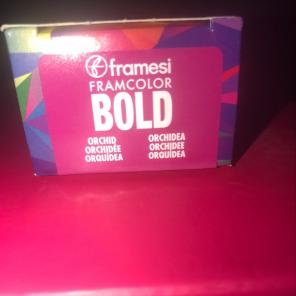 framesi
FRAMCOLOR
BOLD
ORCHID ORCHIDEA
ORCHIDÉE ORCHIDEE
ORQUÍDEA ORQUÍDEA